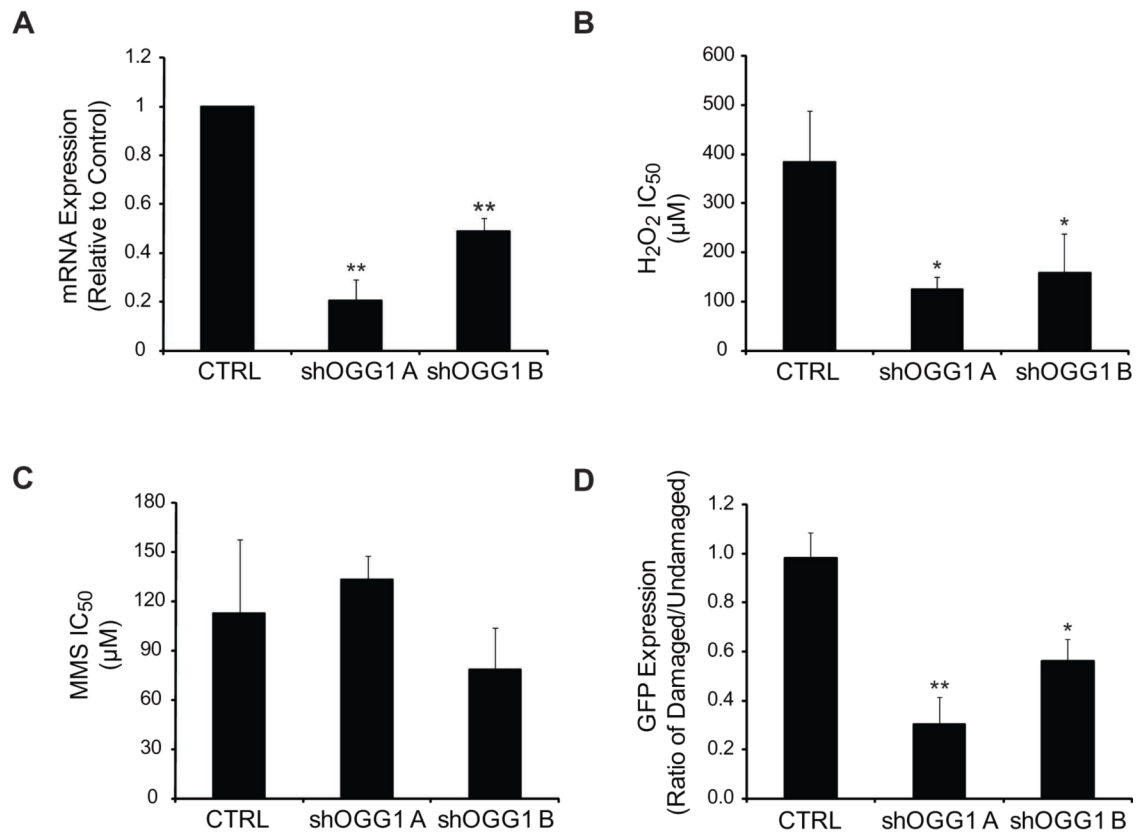 A
mRNA Expression
(Relative to Control)
1.2
1
0.8
0.6
0.4
0.2
0
**
**
CTRL shOGG1 A shOGG1 B
B
H₂O₂ IC₅₀
(µM)
600
500
400
300
200
100
0
*
*
CTRL shOGG1 A shOGG1 B
C
MMS IC₅₀
(µM)
180
150
120
90
60
30
0
CTRL shOGG1 A shOGG1 B
D
GFP Expression
(Ratio of Damaged/Undamaged)
1.2
1.0
0.8
0.6
0.4
0.2
0.0
**
*
CTRL shOGG1 A shOGG1 B